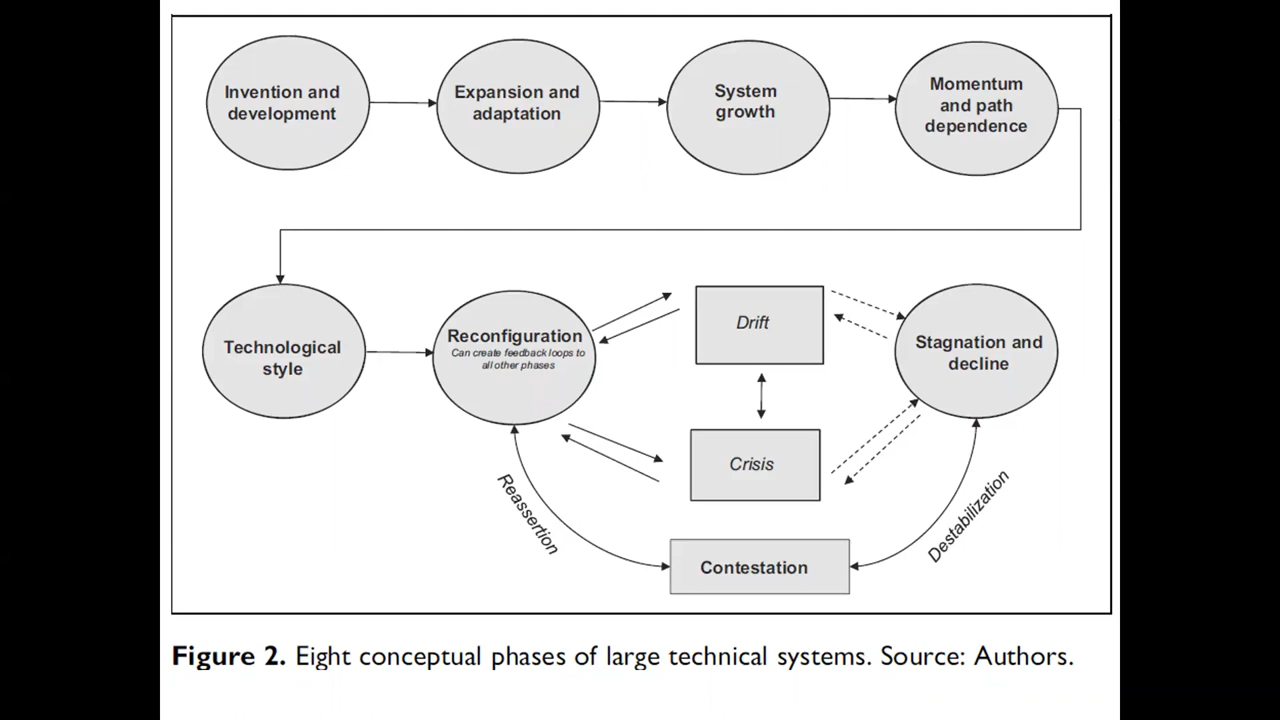 Invention and
development
Expansion and
adaptation
System
growth
Momentum
and path
dependence
Technological
style
Reconfiguration
Can create feedback loops to
all other phases
Drift
Stagnation and
decline
Crisis
Reassertion
Destabilization
Contestation
Figure 2. Eight conceptual phases of large technical systems. Source: Authors.